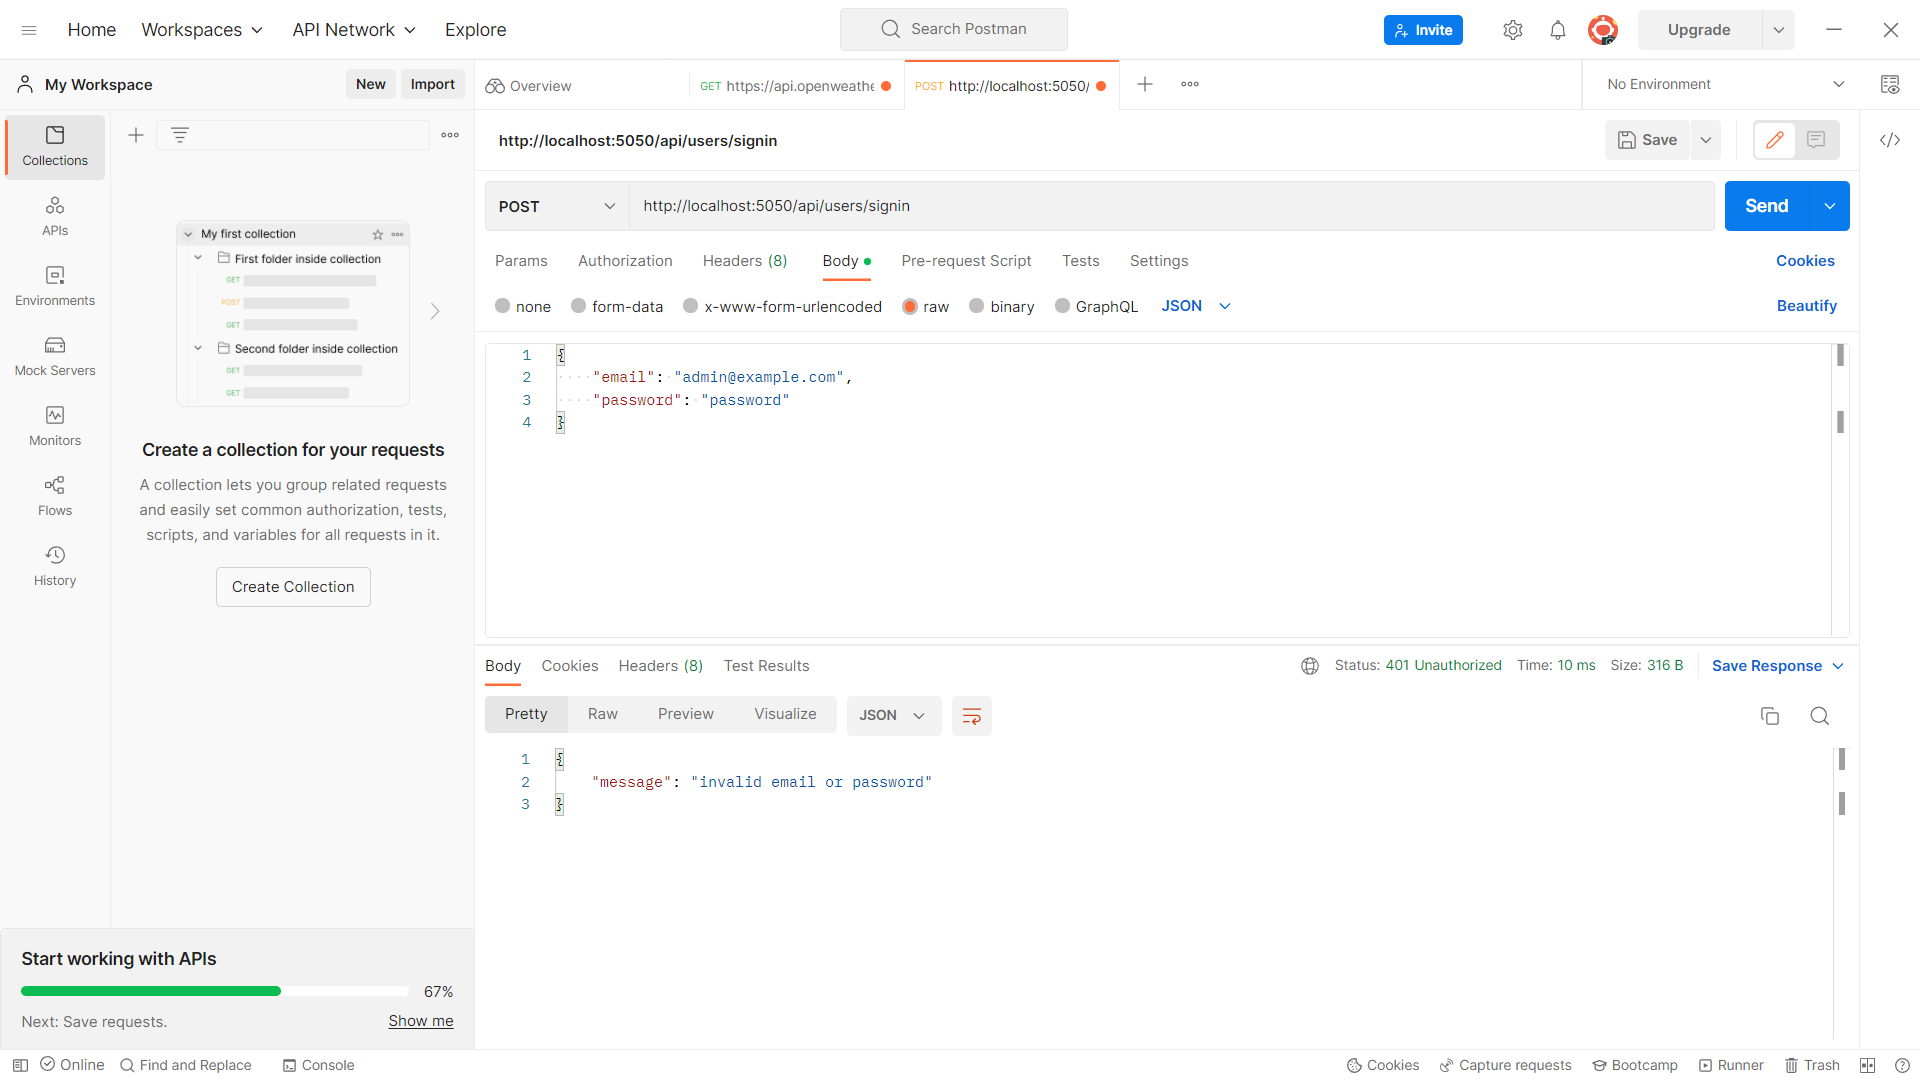 Home
Workspaces
API Network
Explore
Search Postman
Invite
Upgrade
My Workspace
New
Import
Overview
GET https://api.openweathe
POST http://localhost:5050/
No Environment
Collections
APIs
Environments
Mock Servers
Monitors
Flows
History
My first collection
First folder inside collection
GET
POST
GET
Second folder inside collection
GET
GET
Create a collection for your requests
A collection lets you group related requests
and easily set common authorization, tests,
scripts, and variables for all requests in it.
Create Collection
Start working with APIs
67%
Next: Save requests.
Show me
http://localhost:5050/api/users/signin
Save
POST
http://localhost:5050/api/users/signin
Send
Params
Authorization
Headers (8)
Body
Pre-request Script
Tests
Settings
Cookies
none
form-data
x-www-form-urlencoded
raw
binary
GraphQL
JSON
Beautify
1 {
2 ····"email":·"admin@example.com",
3 ····"password":·"password"
4 }
Body
Cookies
Headers (8)
Test Results
Status: 401 Unauthorized
Time: 10 ms
Size: 316 B
Save Response
Pretty
Raw
Preview
Visualize
JSON
1 {
2 "message": "invalid email or password"
3 }
Online
Find and Replace
Console
Cookies
Capture requests
Bootcamp
Runner
Trash